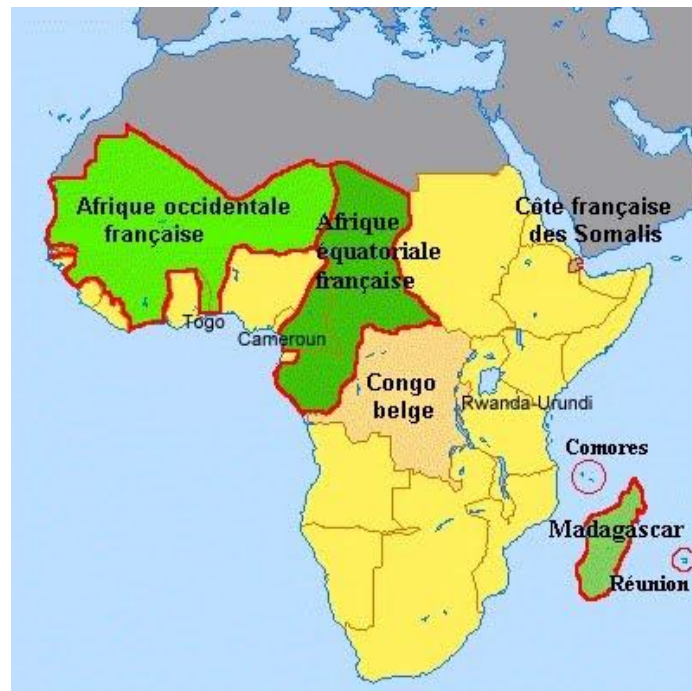 Afrique occidentale
française
Afrique
équatoriale
française
Côte française
des Somalis
Togo
Cameroun
Congo
belge
Rwanda-Urundi
Comores
Madagascar
Réunion